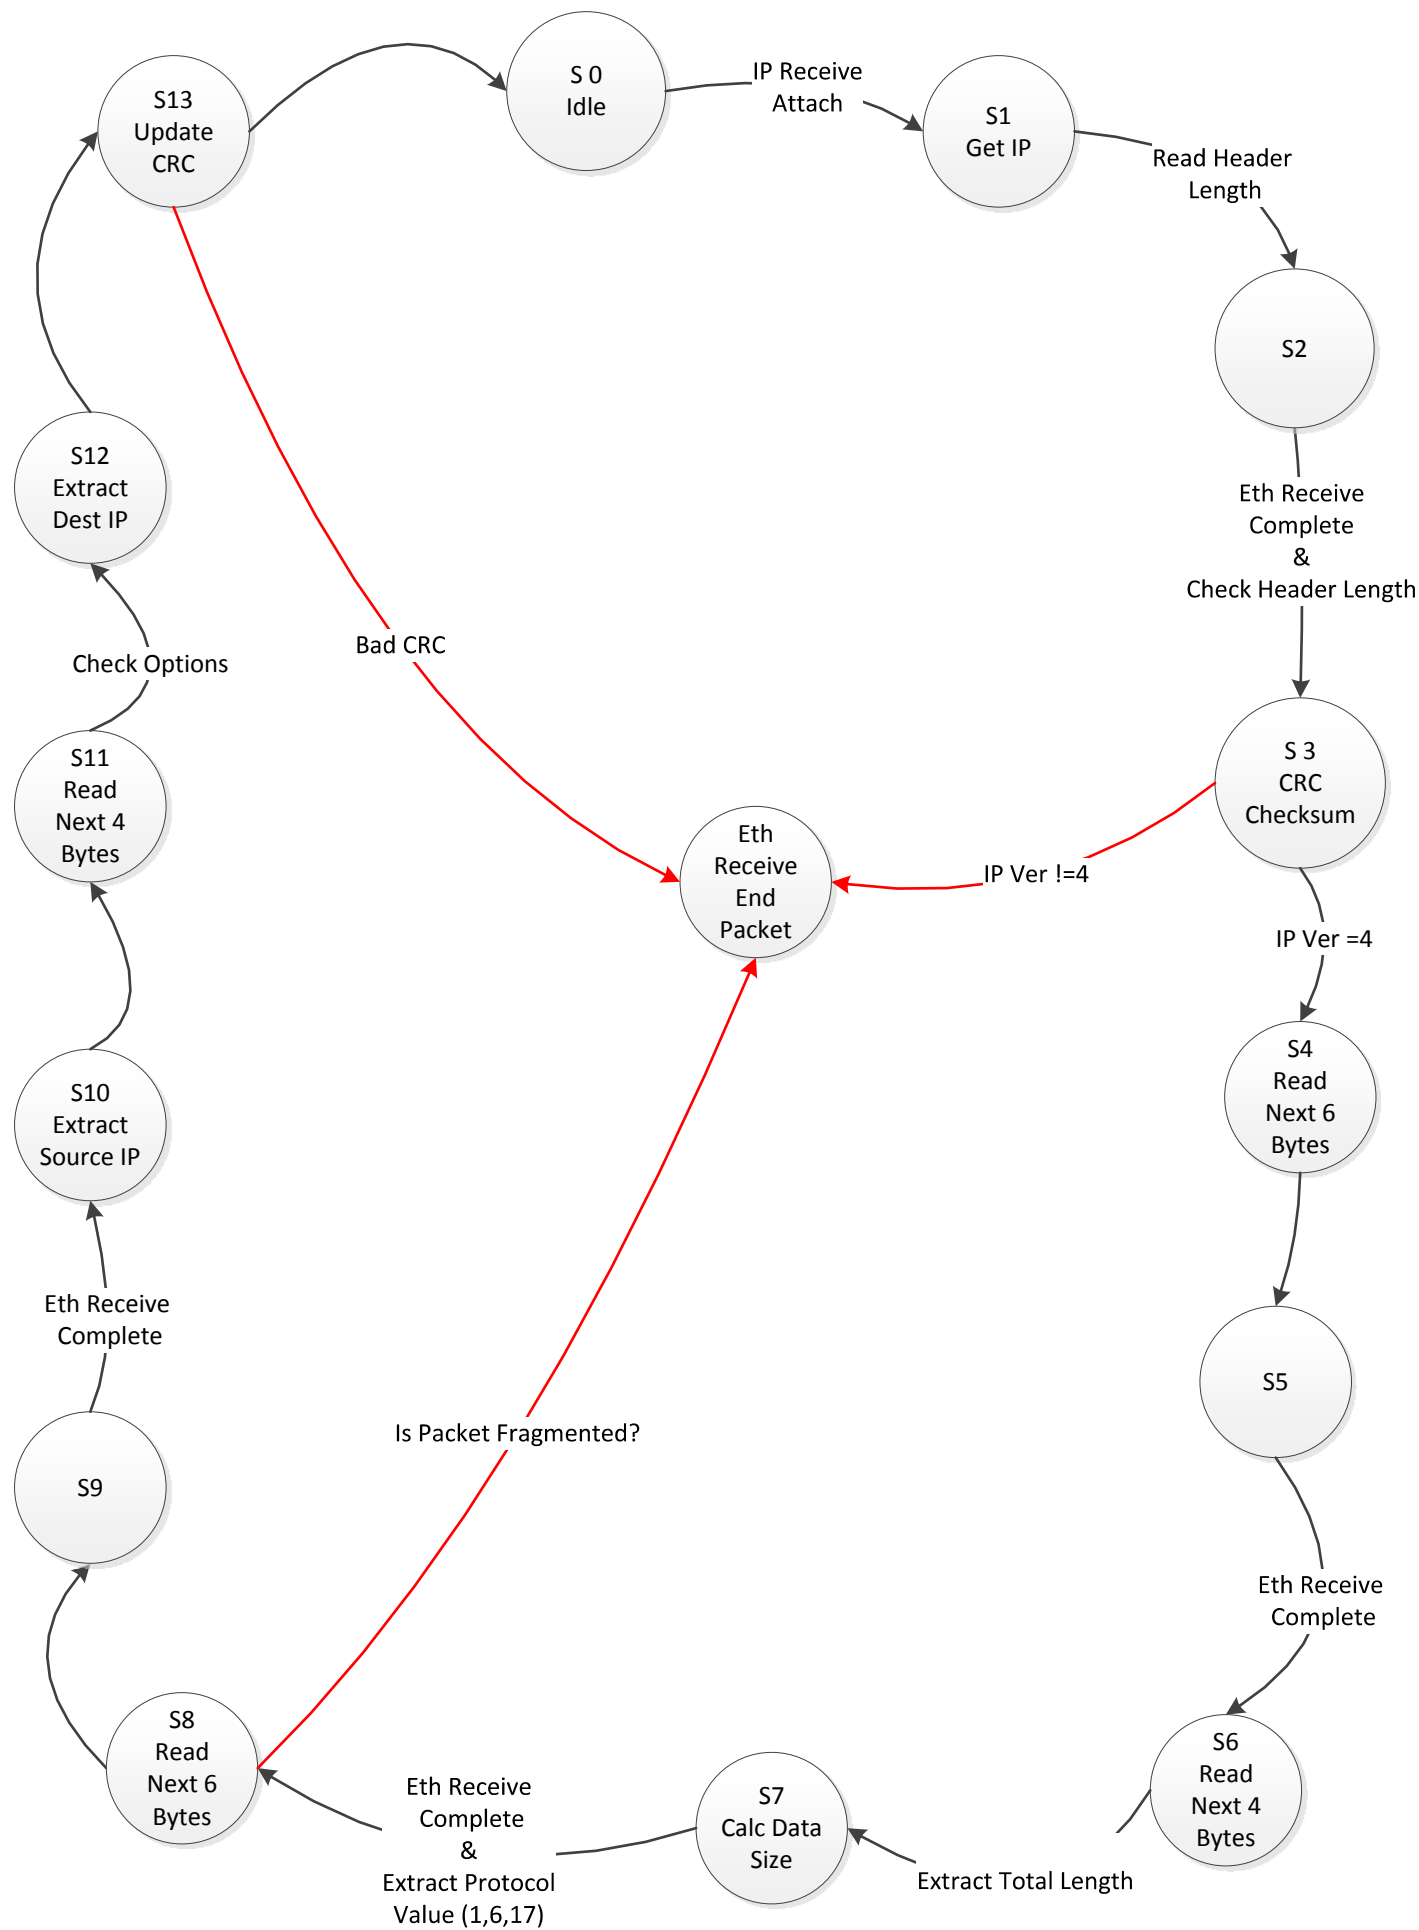 S 0
Idle
IP Receive
Attach
S1
Get IP
Read Header
Length
S2
Eth Receive
Complete
&
Check Header Length
S 3
CRC
Checksum
IP Ver !=4
IP Ver =4
S4
Read
Next 6
Bytes
S5
Eth Receive
Complete
S6
Read
Next 4
Bytes
Extract Total Length
S7
Calc Data
Size
Eth Receive
Complete
&
Extract Protocol
Value (1,6,17)
S8
Read
Next 6
Bytes
Is Packet Fragmented?
S9
Eth Receive
Complete
S10
Extract
Source IP
S11
Read
Next 4
Bytes
Check Options
S12
Extract
Dest IP
S13
Update
CRC
Bad CRC
Eth
Receive
End
Packet